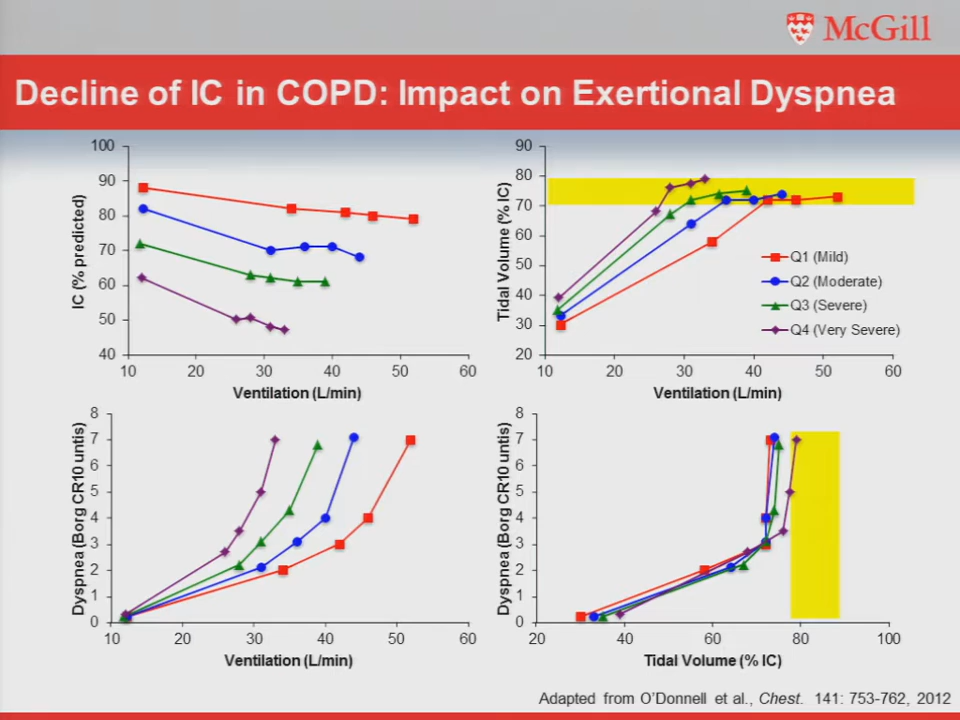 McGill
Decline of IC in COPD: Impact on Exertional Dyspnea
100
90
80
70
60
50
40
10 20 30 40 50 60
IC (% predicted)
Ventilation (L/min)
90
80
70
60
50
40
30
20
10 20 30 40 50 60
Tidal Volume (% IC)
Ventilation (L/min)
Q1 (Mild)
Q2 (Moderate)
Q3 (Severe)
Q4 (Very Severe)
8
7
6
5
4
3
2
1
0
10 20 30 40 50 60
Dyspnea (Borg CR10 untis)
Ventilation (L/min)
8
7
6
5
4
3
2
1
0
20 40 60 80 100
Dyspnea (Borg CR10 untis)
Tidal Volume (% IC)
Adapted from O'Donnell et al., Chest. 141: 753-762, 2012